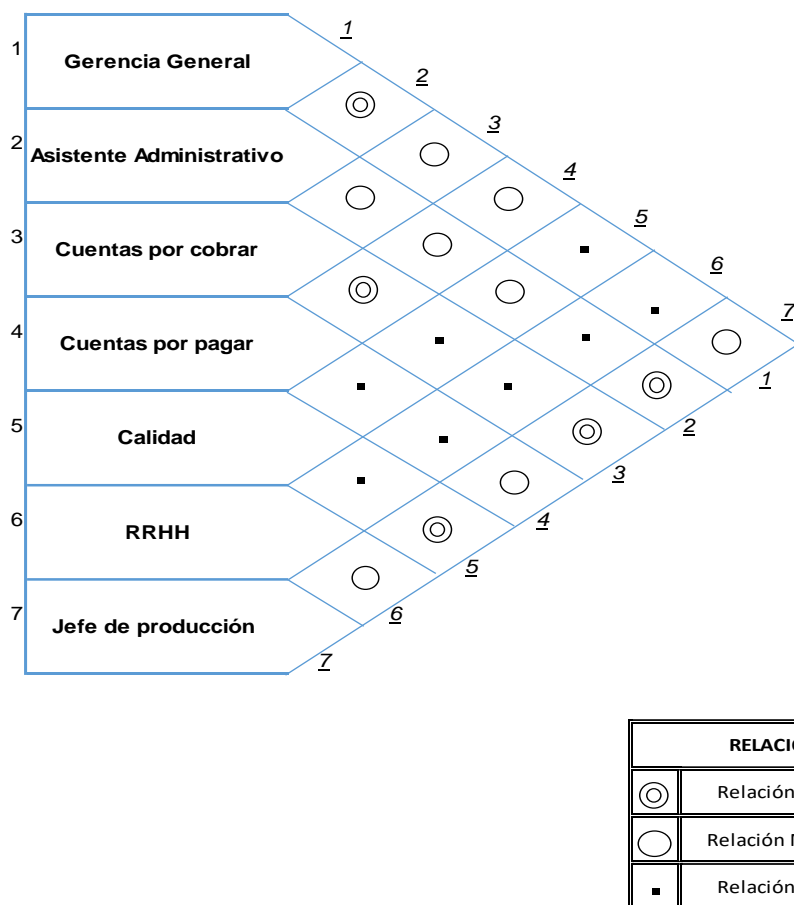 1
1
Gerencia General
2
3
2
Asistente Administrativo
4
5
3
Cuentas por cobrar
6
7
4
Cuentas por pagar
1
2
5
Calidad
3
4
6
RRHH
5
6
7
Jefe de producción
7
Relación
Relación
Relación